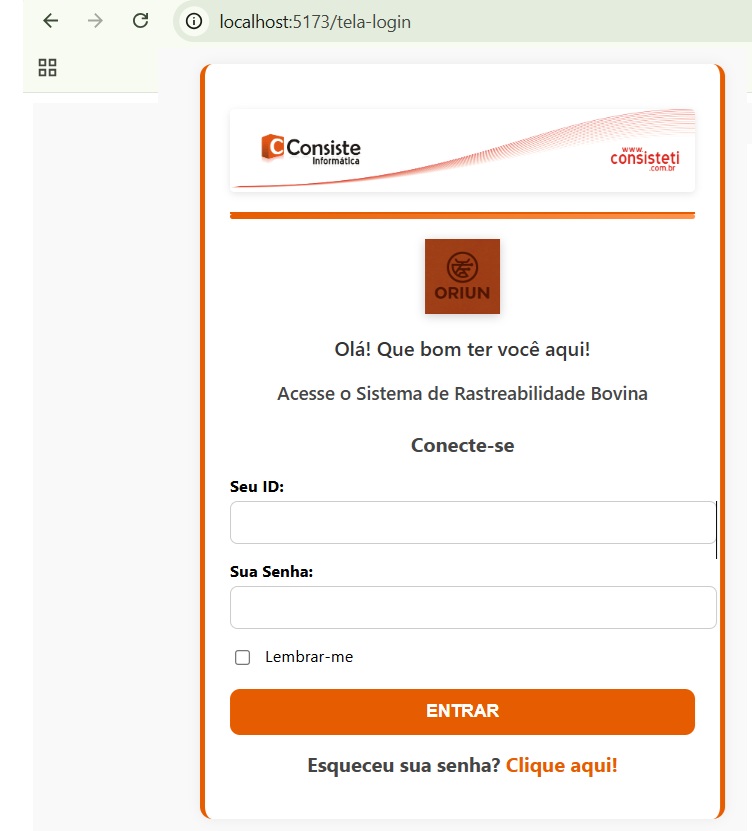 localhost:5173/tela-login
C Consiste
Informática
www.
consisteti
.com.br
ORIUN
Olá! Que bom ter você aqui!
Acesse o Sistema de Rastreabilidade Bovina
Conecte-se
Seu ID:
Sua Senha:
Lembrar-me
ENTRAR
Esqueceu sua senha? Clique aqui!